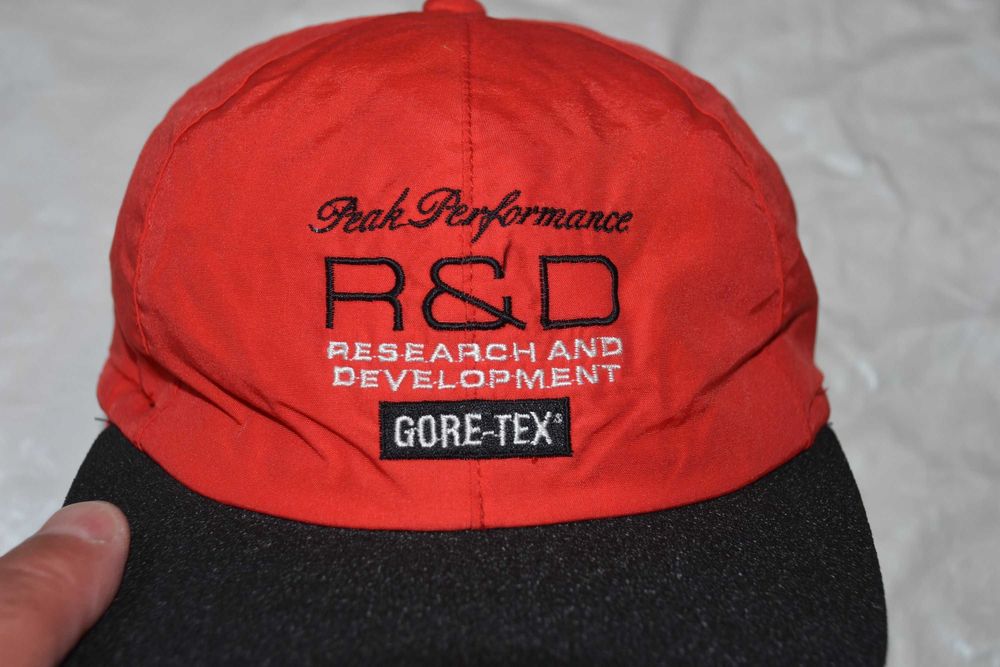 Peak Performance
R&D
RESEARCH AND
DEVELOPMENT
GORE-TEX®